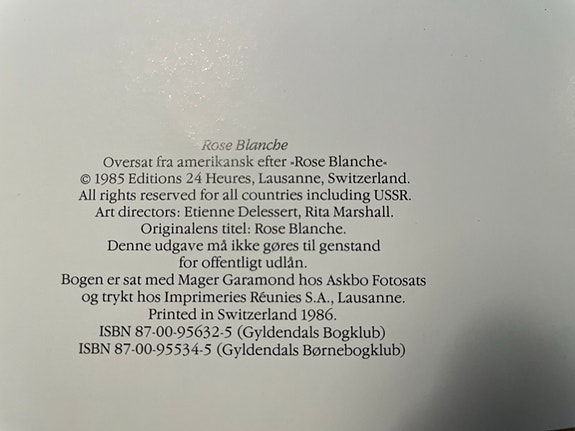 Rose Blanche
Oversat fra amerikansk efter »Rose Blanche«
© 1985 Editions 24 Heures, Lausanne, Switzerland.
All rights reserved for all countries including USSR.
Art directors: Etienne Delessert, Rita Marshall.
Originalens titel: Rose Blanche.
Denne udgave må ikke gøres til genstand
for offentligt udlån.
Bogen er sat med Mager Garamond hos Askbo Fotosats
og trykt hos Imprimeries Réunies S.A., Lausanne.
Printed in Switzerland 1986.
ISBN 87-00-95632-5 (Gyldendals Bogklub)
ISBN 87-00-95534-5 (Gyldendals Børnebogklub)